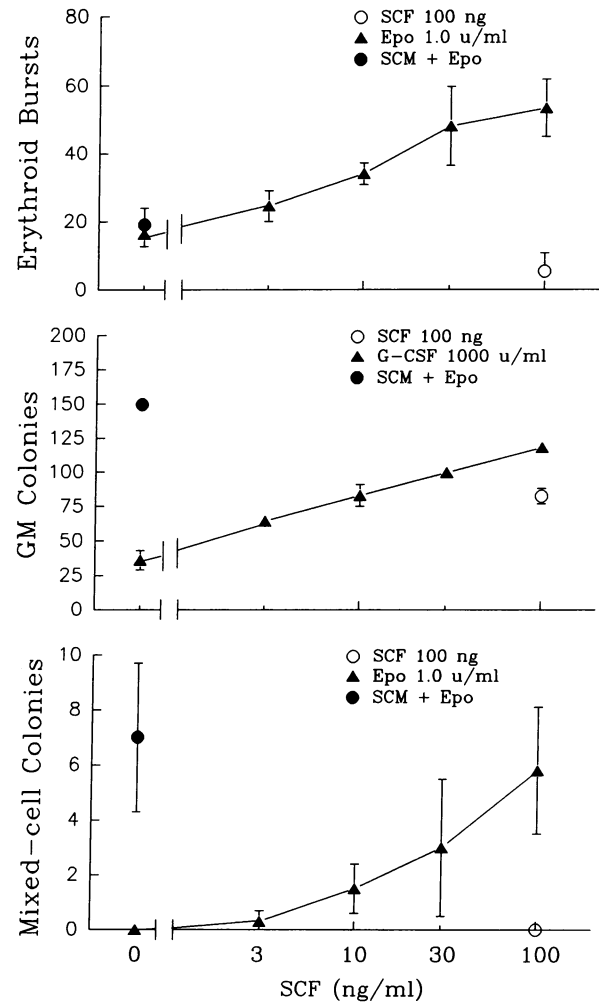 Erythroid Bursts
80
60
40
20
0
SCF 100 ng
Epo 1.0 u/ml
SCM + Epo
GM Colonies
200
175
150
125
100
75
50
25
0
SCF 100 ng
G-CSF 1000 u/ml
SCM + Epo
Mixed-cell Colonies
10
8
6
4
2
0
SCF 100 ng
Epo 1.0 u/ml
SCM + Epo
0 3 10 30 100
SCF (ng/ml)